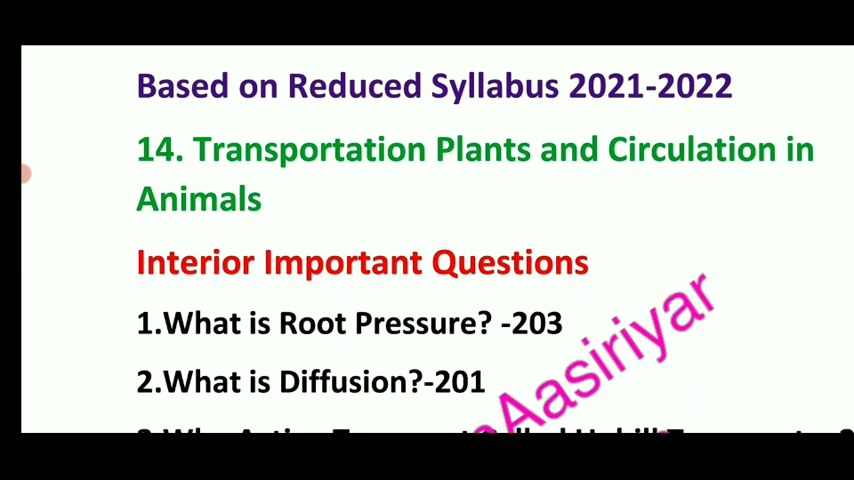 Based on Reduced Syllabus 2021-2022
14. Transportation Plants and Circulation in
Animals
Interior Important Questions
1.What is Root Pressure? -203
2.What is Diffusion?-201
Aasiriyar